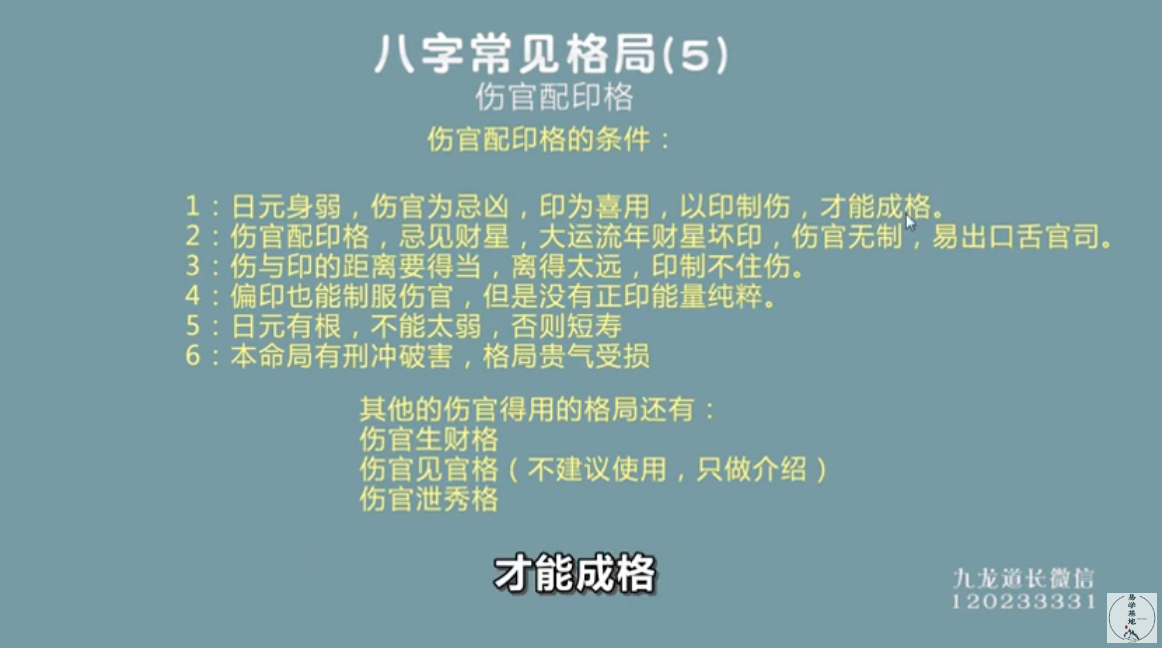 八字常见格局(5)
伤官配印格
伤官配印格的条件：
1：日元身弱，伤官为忌凶，印为喜用，以印制伤，才能成格。
2：伤官配印格，忌见财星，大运流年财星坏印，伤官无制，易出口舌官司。
3：伤与印的距离要得当，离得太远，印制不住伤。
4：偏印也能制服伤官，但是没有正印能量纯粹。
5：日元有根，不能太弱，否则短寿
6：本命局有刑冲破害，格局贵气受损
其他的伤官得用的格局还有：
伤官生财格
伤官见官格（不建议使用，只做介绍）
伤官泄秀格
才能成格
九龙道长微信
120233331